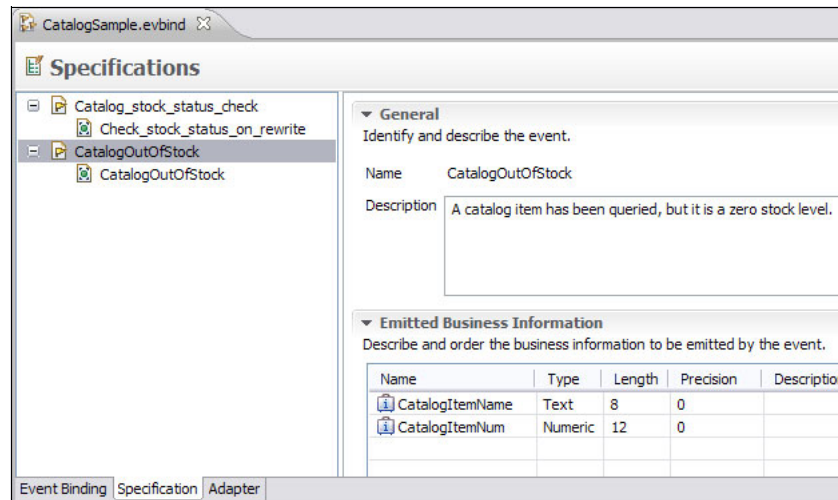 CatalogSample.evbind
Specifications
Catalog_stock_status_check
Check_stock_status_on_rewrite
CatalogOutOfStock
CatalogOutOfStock
General
Identify and describe the event.
Name CatalogOutOfStock
Description A catalog item has been queried, but it is a zero stock level.
Emitted Business Information
Describe and order the business information to be emitted by the event.
Name Type Length Precision Descriptio
CatalogItemName Text 8 0
CatalogItemNum Numeric 12 0
Event Binding Specification Adapter